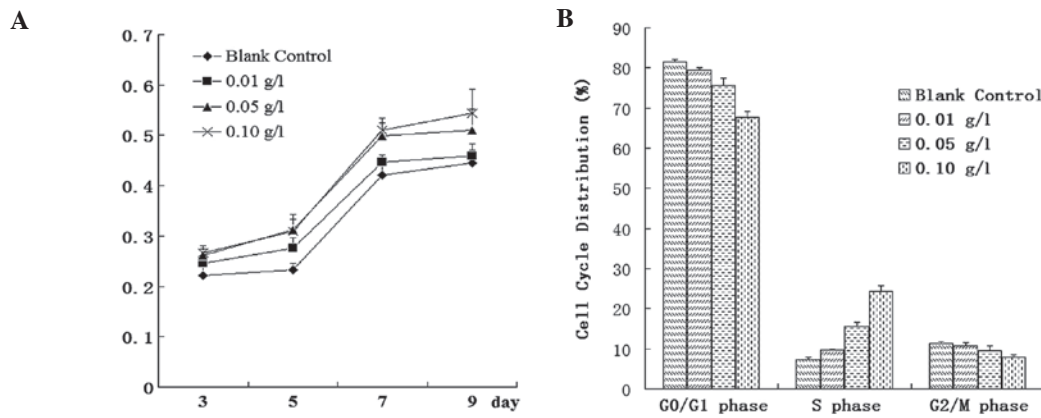 A
0.7
0.6
0.5
0.4
0.3
0.2
0.1
0
3 5 7 9 day
Blank Control
0.01 g/l
0.05 g/l
0.10 g/l
B
Cell Cycle Distribution (%)
90
80
70
60
50
40
30
20
10
0
G0/G1 phase S phase G2/M phase
Blank Control
0.01 g/l
0.05 g/l
0.10 g/l